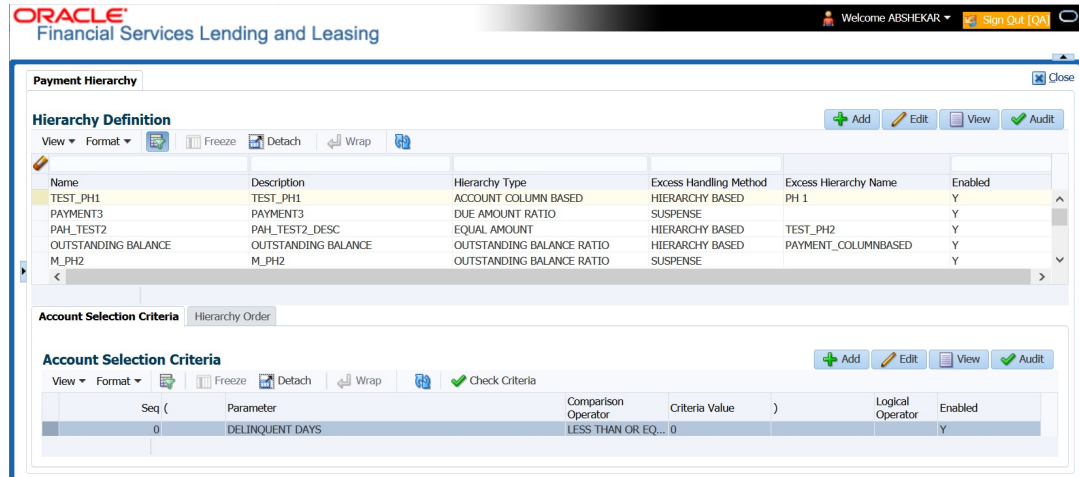 ORACLE
Financial Services Lending and Leasing
Welcome ABSHEKAR
Sign Out [QA]
Payment Hierarchy
Close
Hierarchy Definition
Add Edit View Audit
View Format Freeze Detach Wrap
Name Description Hierarchy Type Excess Handling Method Excess Hierarchy Name Enabled
TEST_PH1 TEST_PH1 ACCOUNT COLUMN BASED HIERARCHY BASED PH 1 Y
PAYMENT3 PAYMENT3 DUE AMOUNT RATIO SUSPENSE Y
PAH_TEST2 PAH_TEST2_DESC EQUAL AMOUNT HIERARCHY BASED TEST_PH2 Y
OUTSTANDING BALANCE OUTSTANDING BALANCE OUTSTANDING BALANCE RATIO HIERARCHY BASED PAYMENT_COLUMNBASED Y
M_PH2 M_PH2 OUTSTANDING BALANCE RATIO SUSPENSE Y
Account Selection Criteria Hierarchy Order
Account Selection Criteria
Add Edit View Audit
View Format Freeze Detach Wrap Check Criteria
Seq ( Parameter Comparison Operator Criteria Value ) Logical Operator Enabled
0 DELINQUENT DAYS LESS THAN OR EQ... 0 Y